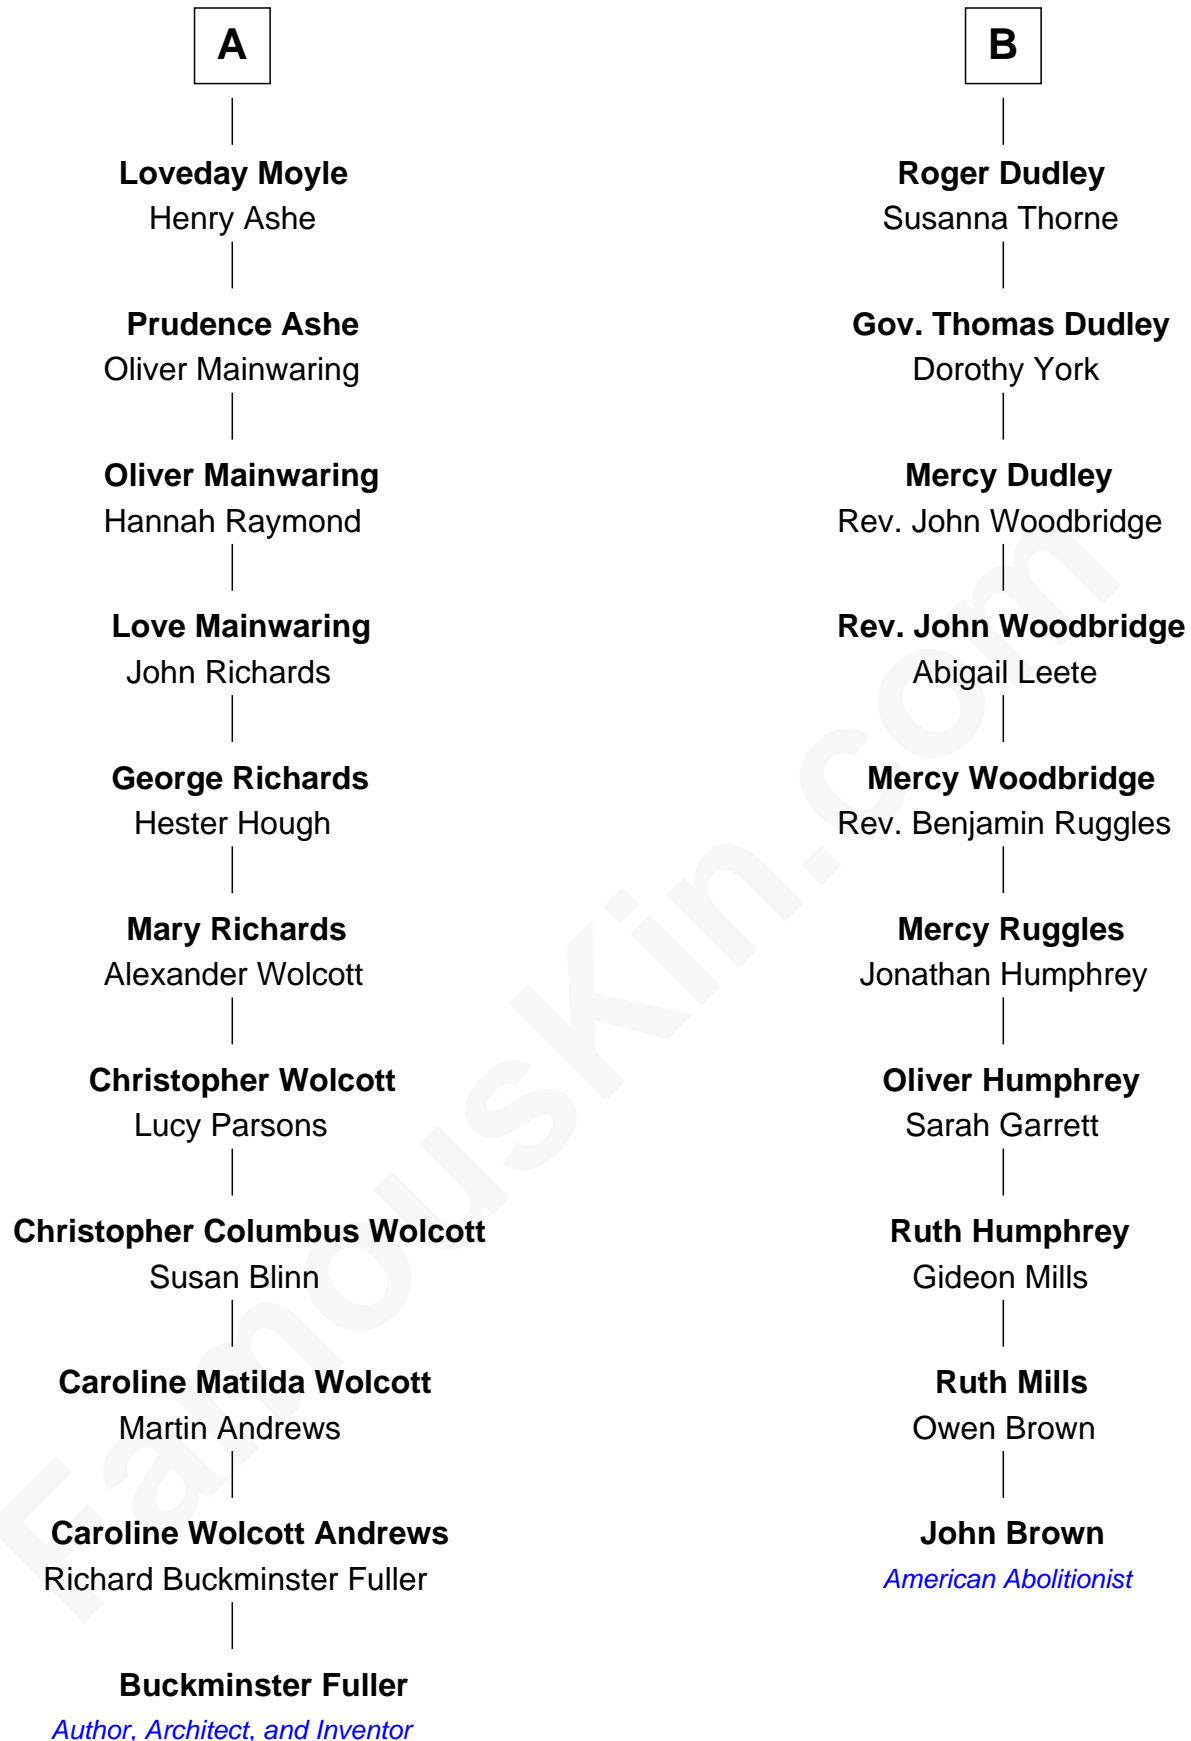 A
Loveday Moyle
Henry Ashe
Prudence Ashe
Oliver Mainwaring
Oliver Mainwaring
Hannah Raymond
Love Mainwaring
John Richards
George Richards
Hester Hough
Mary Richards
Alexander Wolcott
Christopher Wolcott
Lucy Parsons
Christopher Columbus Wolcott
Susan Blinn
Caroline Matilda Wolcott
Martin Andrews
Caroline Wolcott Andrews
Richard Buckminster Fuller
Buckminster Fuller
Author, Architect, and Inventor
B
Roger Dudley
Susanna Thorne
Gov. Thomas Dudley
Dorothy York
Mercy Dudley
Rev. John Woodbridge
Rev. John Woodbridge
Abigail Leete
Mercy Woodbridge
Rev. Benjamin Ruggles
Mercy Ruggles
Jonathan Humphrey
Oliver Humphrey
Sarah Garrett
Ruth Humphrey
Gideon Mills
Ruth Mills
Owen Brown
John Brown
American Abolitionist
FamousKin.com